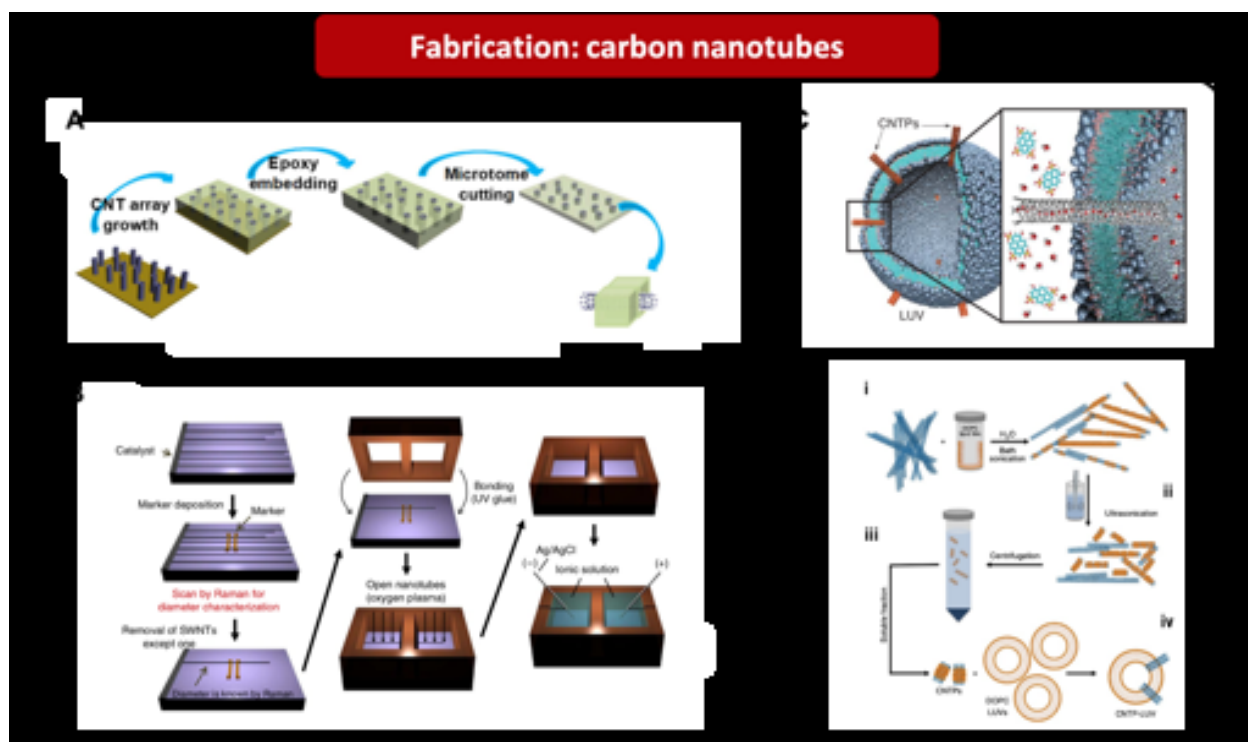 Fabrication: carbon nanotubes
A
CNT array
growth
Epoxy
embedding
Microtome
cutting
C
CNTPs
LUV
Catalyst
Marker deposition
Marker
Scan by Raman for
diameter characterization
Removal of SWNTs
except one
Diameter is known by Raman
Bonding
(UV glue)
Open nanotubes
(oxygen plasma)
Ag/AgCl
(−)
Ionic solution
(+)
i
H₂O
Bath
sonication
ii
Ultrasonication
iii
Centrifugation
Soluble fraction
iv
CNTPs
DOPC
LUVs
CNTP-LUV